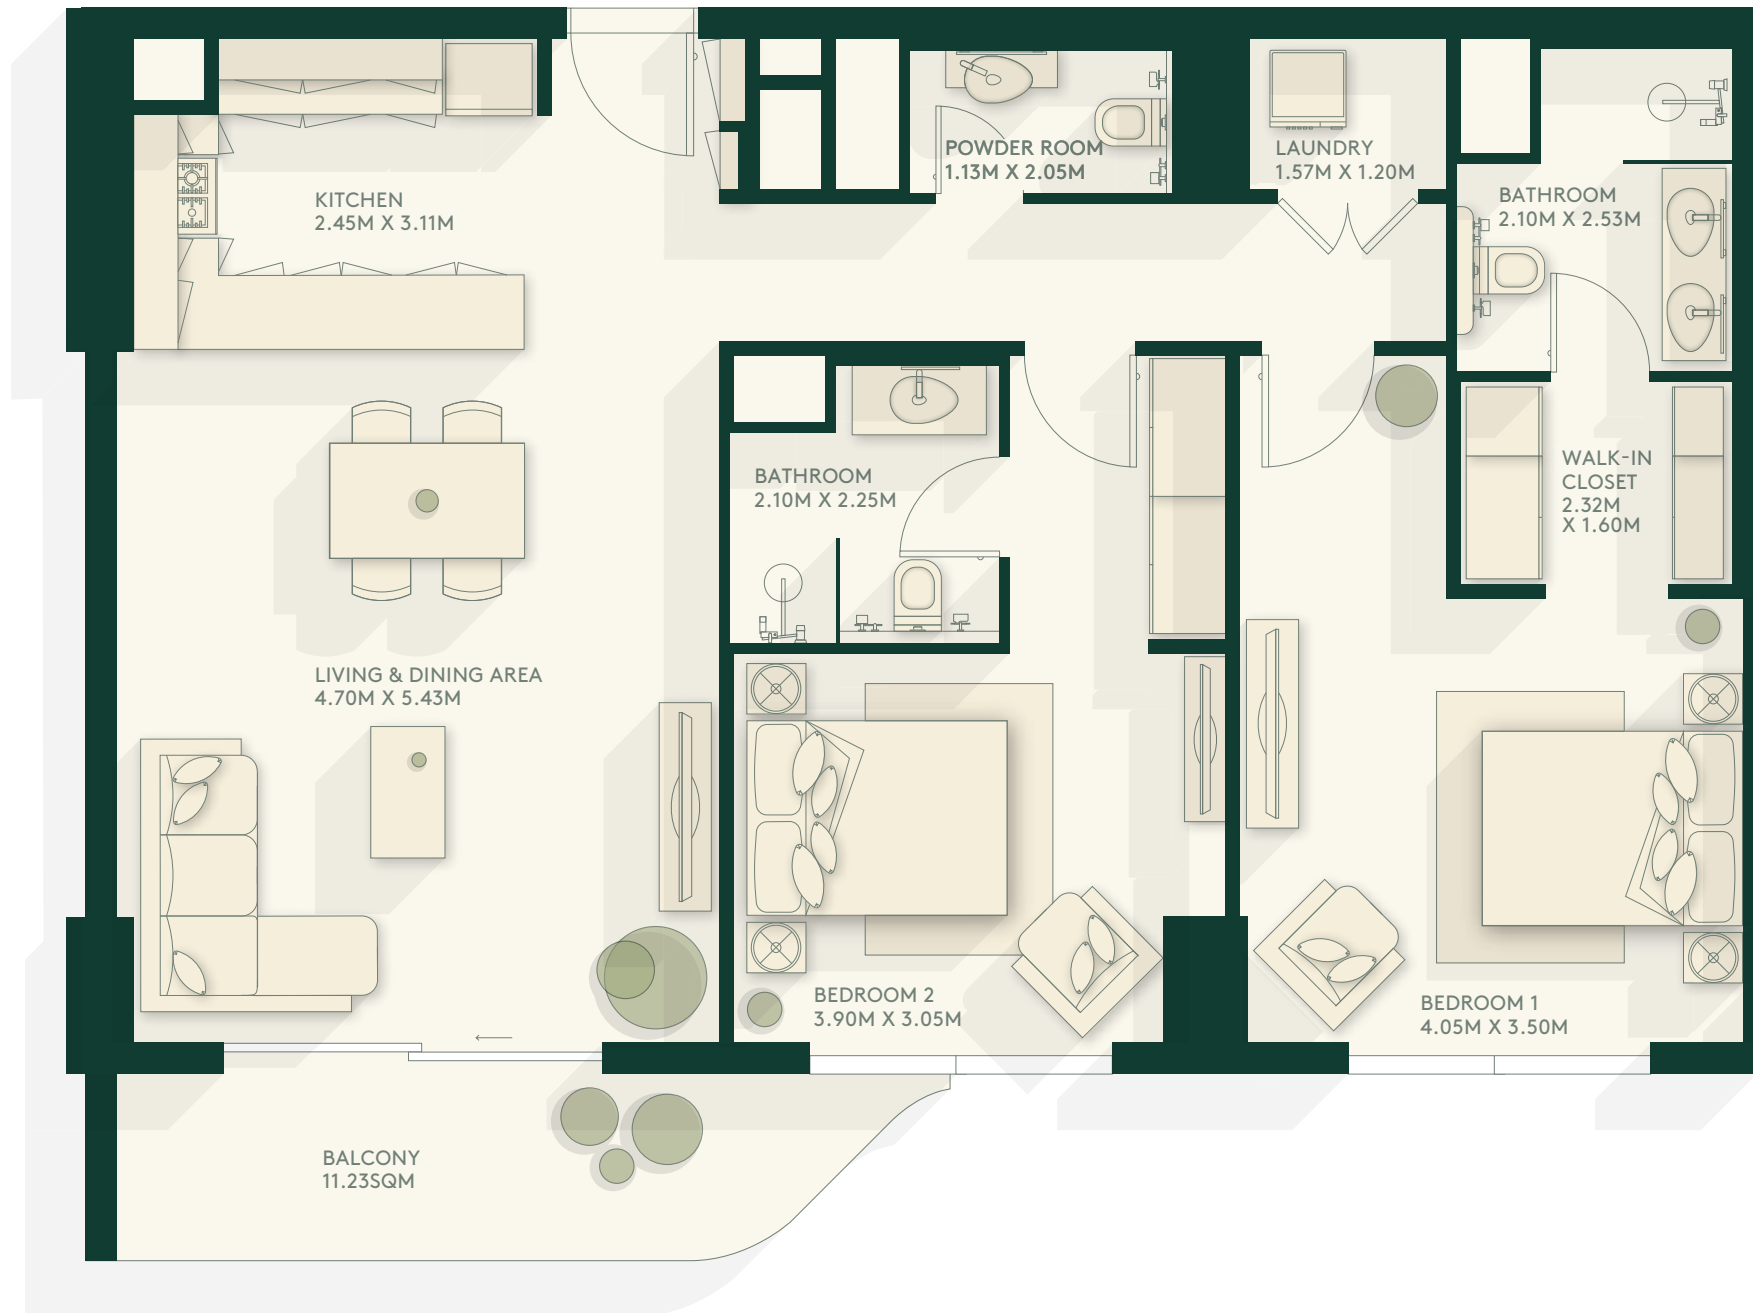 POWDER ROOM
1.13M X 2.05M
LAUNDRY
1.57M X 1.20M
KITCHEN
2.45M X 3.11M
BATHROOM
2.10M X 2.53M
BATHROOM
2.10M X 2.25M
WALK-IN
CLOSET
2.32M
X 1.60M
LIVING & DINING AREA
4.70M X 5.43M
BEDROOM 2
3.90M X 3.05M
BEDROOM 1
4.05M X 3.50M
BALCONY
11.23SQM